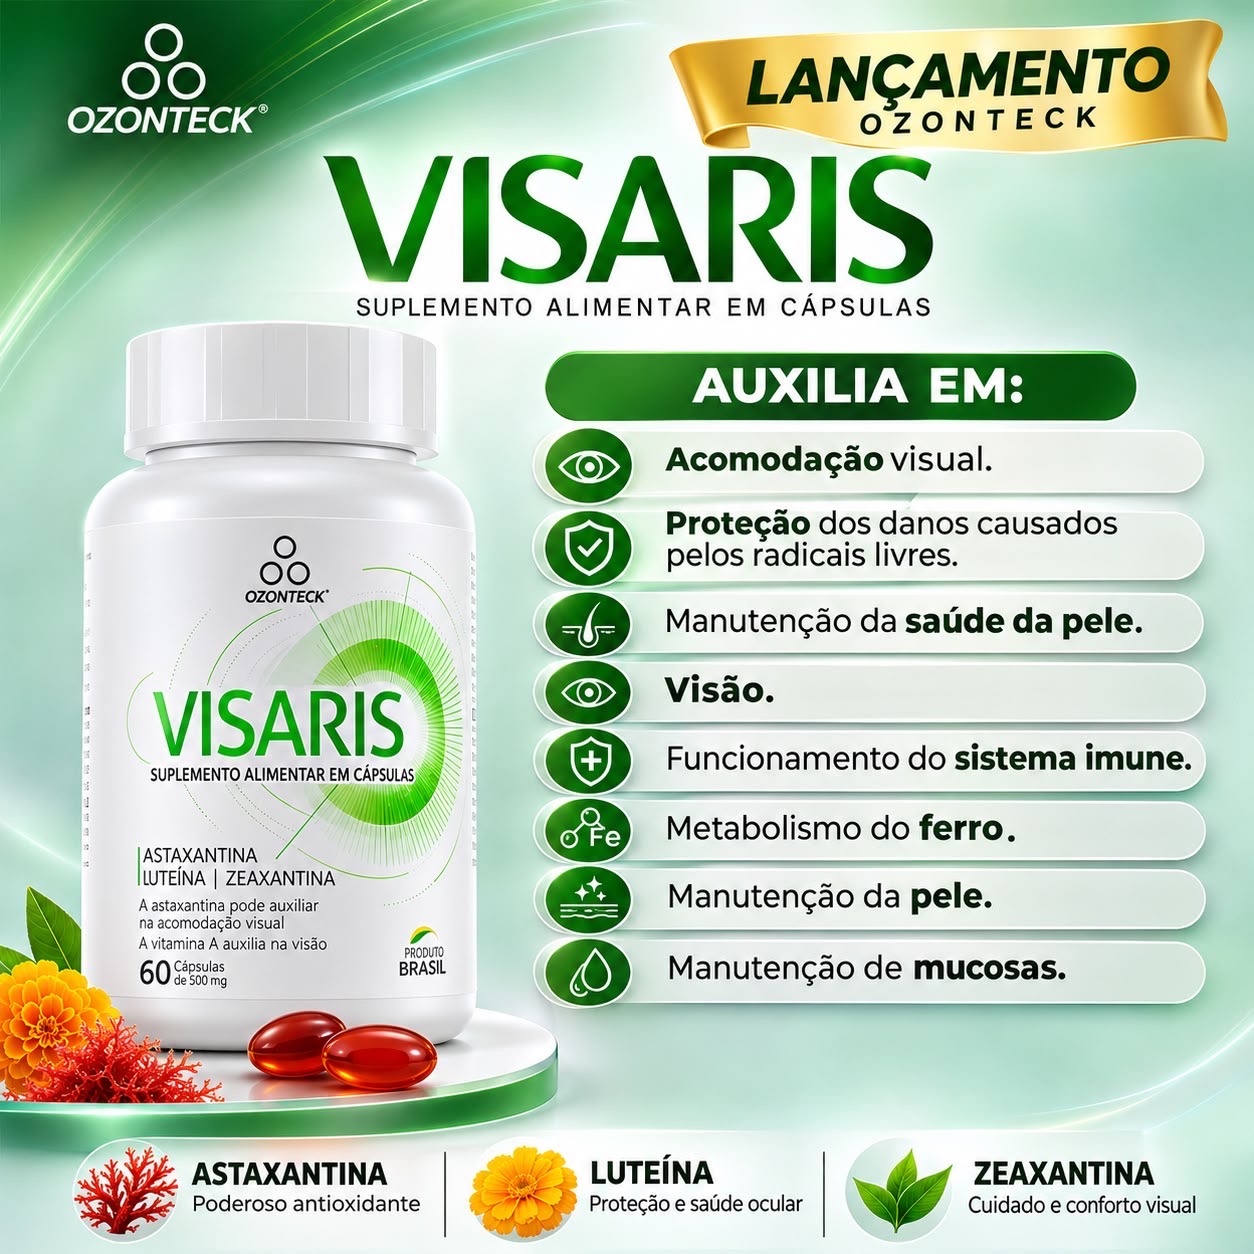 OZONTECK®
LANÇAMENTO
OZONTECK
VISARIS
SUPLEMENTO ALIMENTAR EM CÁPSULAS
AUXILIA EM:
Acomodação visual.
Proteção dos danos causados
pelos radicais livres.
Manutenção da saúde da pele.
Visão.
Funcionamento do sistema imune.
Fe
Metabolismo do ferro.
Manutenção da pele.
Manutenção de mucosas.
OZONTECK®
VISARIS
SUPLEMENTO ALIMENTAR EM CÁPSULAS
ASTAXANTINA
LUTEÍNA | ZEAXANTINA
A astaxantina pode auxiliar
na acomodação visual
A vitamina A auxilia na visão
60 Cápsulas
de 500 mg
PRODUTO
BRASIL
ASTAXANTINA
Poderoso antioxidante
LUTEÍNA
Proteção e saúde ocular
ZEAXANTINA
Cuidado e conforto visual